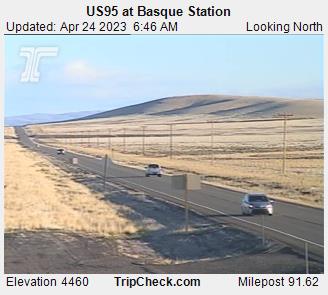 US95 at Basque Station
Updated: Apr 24 2023 6:46 AM Looking North
Elevation 4460 TripCheck.com Milepost 91.62